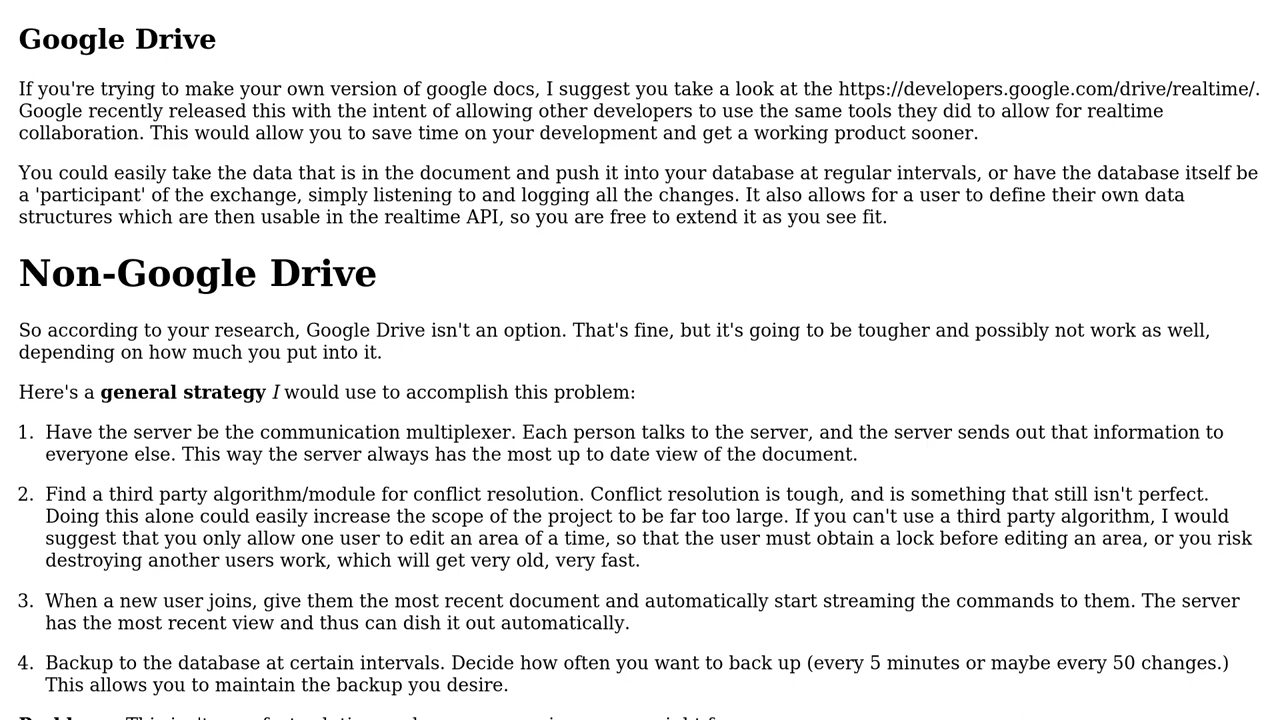 Google Drive
If you're trying to make your own version of google docs, I suggest you take a look at the https://developers.google.com/drive/realtime/.
Google recently released this with the intent of allowing other developers to use the same tools they did to allow for realtime
collaboration. This would allow you to save time on your development and get a working product sooner.
You could easily take the data that is in the document and push it into your database at regular intervals, or have the database itself be
a 'participant' of the exchange, simply listening to and logging all the changes. It also allows for a user to define their own data
structures which are then usable in the realtime API, so you are free to extend it as you see fit.
Non-Google Drive
So according to your research, Google Drive isn't an option. That's fine, but it's going to be tougher and possibly not work as well,
depending on how much you put into it.
Here's a general strategy I would use to accomplish this problem:
1. Have the server be the communication multiplexer. Each person talks to the server, and the server sends out that information to
everyone else. This way the server always has the most up to date view of the document.
2. Find a third party algorithm/module for conflict resolution. Conflict resolution is tough, and is something that still isn't perfect.
Doing this alone could easily increase the scope of the project to be far too large. If you can't use a third party algorithm, I would
suggest that you only allow one user to edit an area of a time, so that the user must obtain a lock before editing an area, or you risk
destroying another users work, which will get very old, very fast.
3. When a new user joins, give them the most recent document and automatically start streaming the commands to them. The server
has the most recent view and thus can dish it out automatically.
4. Backup to the database at certain intervals. Decide how often you want to back up (every 5 minutes or maybe every 50 changes.)
This allows you to maintain the backup you desire.